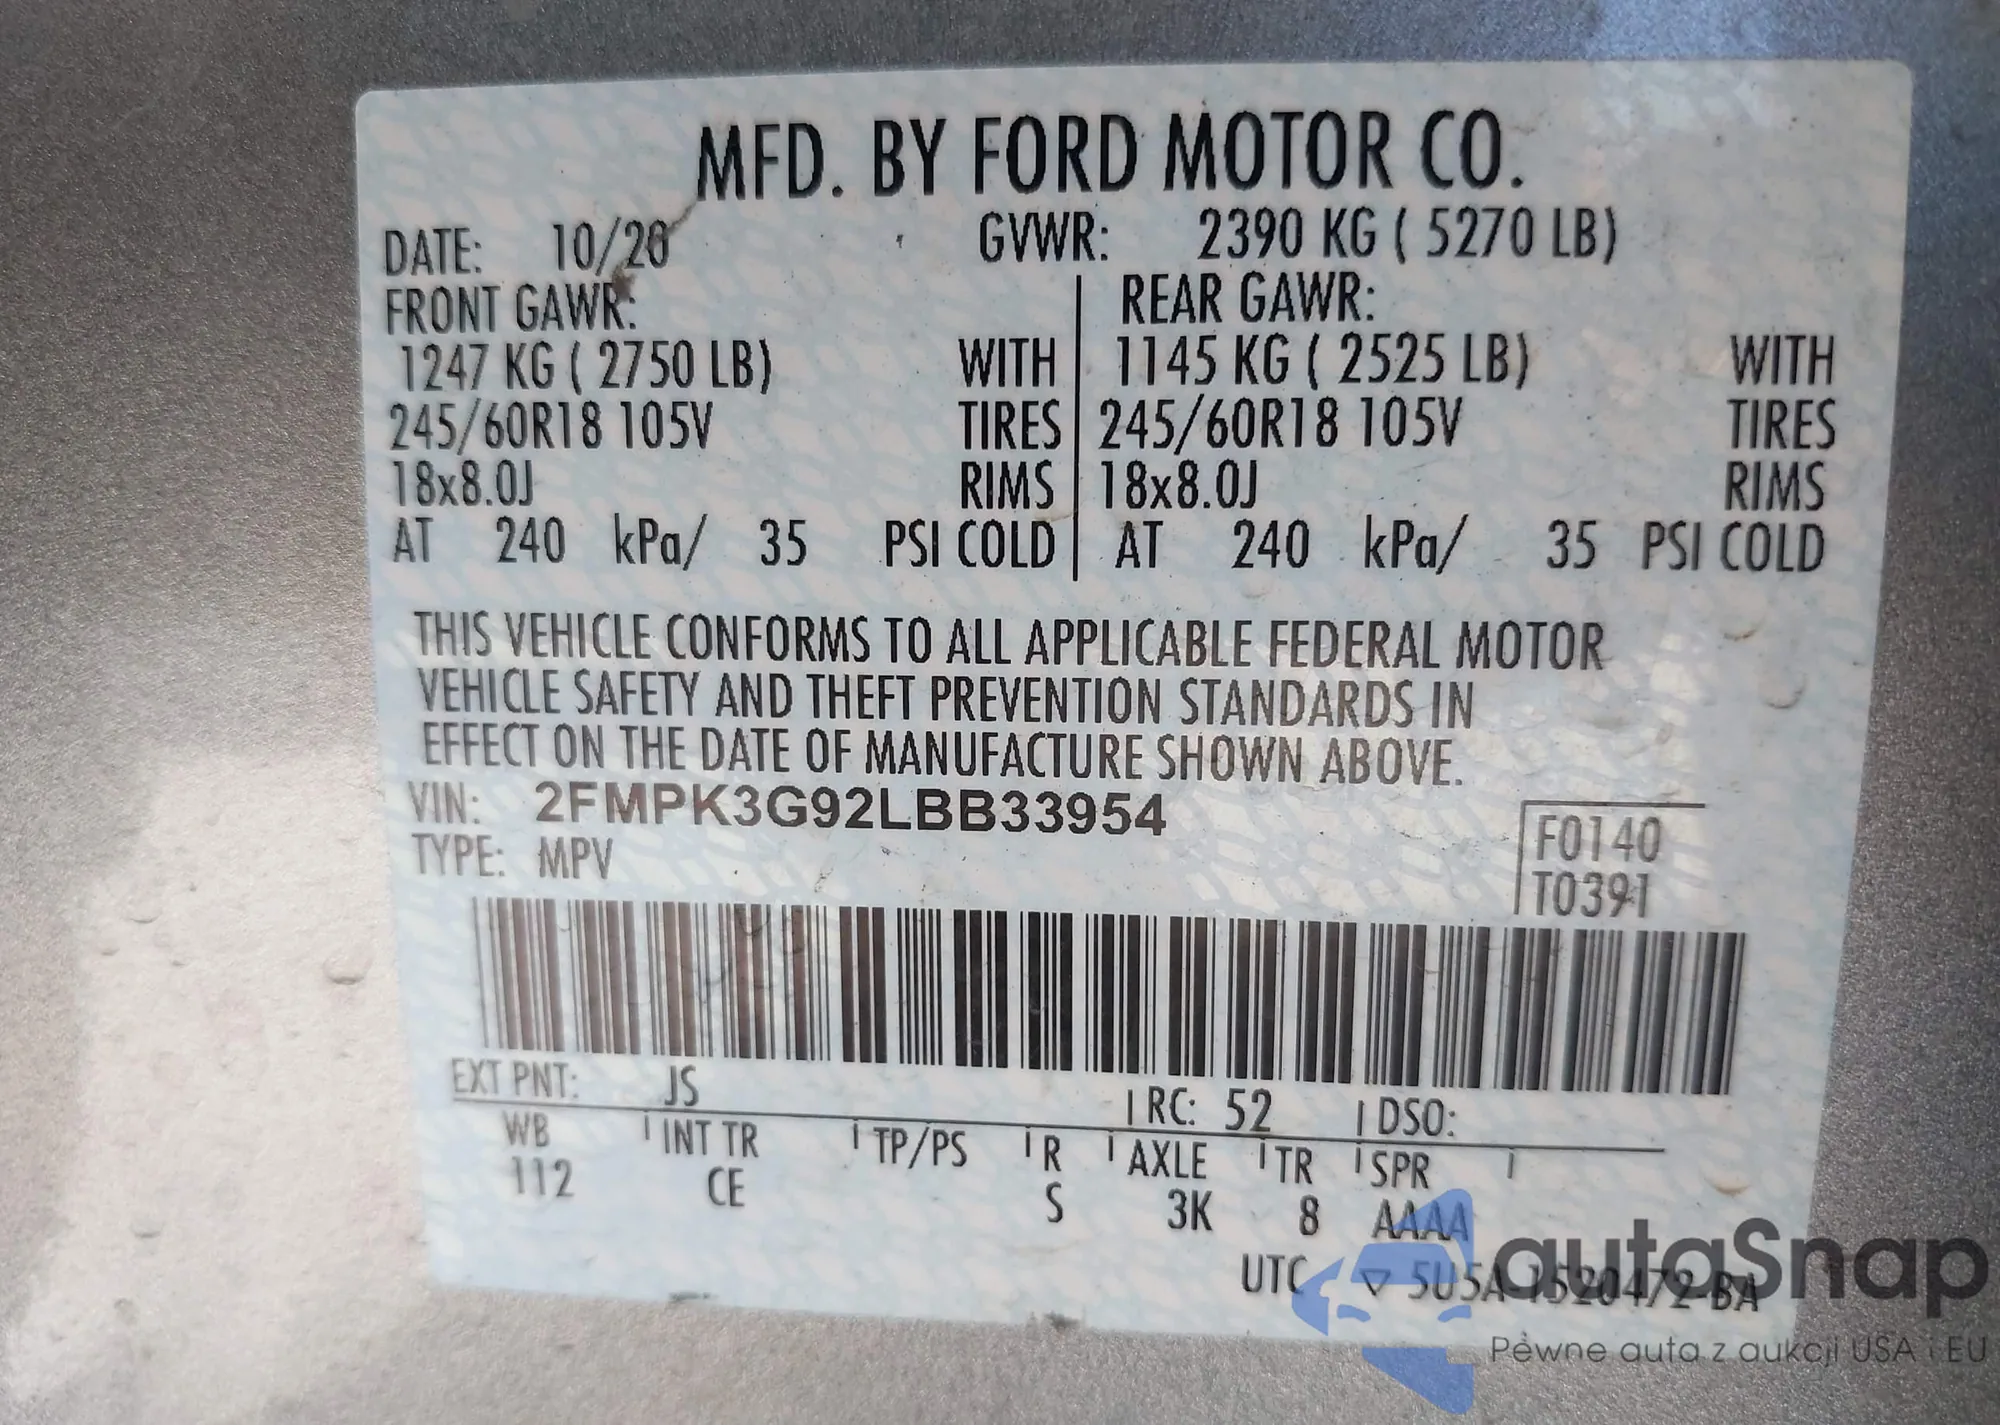 MFD. BY FORD MOTOR CO.
DATE: 10/20 GVWR: 2390 KG ( 5270 LB)
FRONT GAWR: REAR GAWR:
1247 KG ( 2750 LB) WITH 1145 KG ( 2525 LB) WITH
245/60R18 105V TIRES 245/60R18 105V TIRES
18x8.0J RIMS 18x8.0J RIMS
AT 240 kPa/ 35 PSI COLD AT 240 kPa/ 35 PSI COLD
THIS VEHICLE CONFORMS TO ALL APPLICABLE FEDERAL MOTOR
VEHICLE SAFETY AND THEFT PREVENTION STANDARDS IN
EFFECT ON THE DATE OF MANUFACTURE SHOWN ABOVE.
VIN: 2FMPK3G92LBB33954
TYPE: MPV
F0140
T0391
EXT PNT: JS RC: 52 DSO:
WB INT TR TP/PS R AXLE TR SPR
112 CE S 3K 8 AAAA
UTC ▽ 5U5A-1520472-BA
autaSnap
Pewne auta z aukcji USA i EU